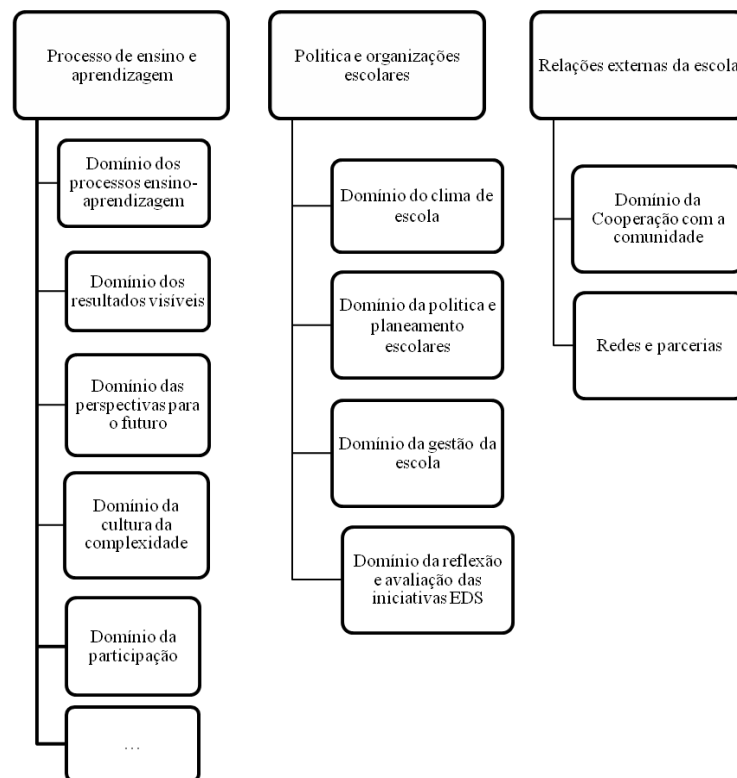 Processo de ensino e
aprendizagem
Domínio dos
processos ensino-
aprendizagem
Domínio dos
resultados visíveis
Domínio das
perspectivas para
o futuro
Domínio da
cultura da
complexidade
Domínio da
participação
…
Politica e organizações
escolares
Domínio do clima de
escola
Domínio da politica e
planeamento
escolares
Domínio da gestão da
escola
Domínio da reflexão
e avaliação das
iniciativas EDS
Relações externas da escola
Domínio da
Cooperação com a
comunidade
Redes e parcerias